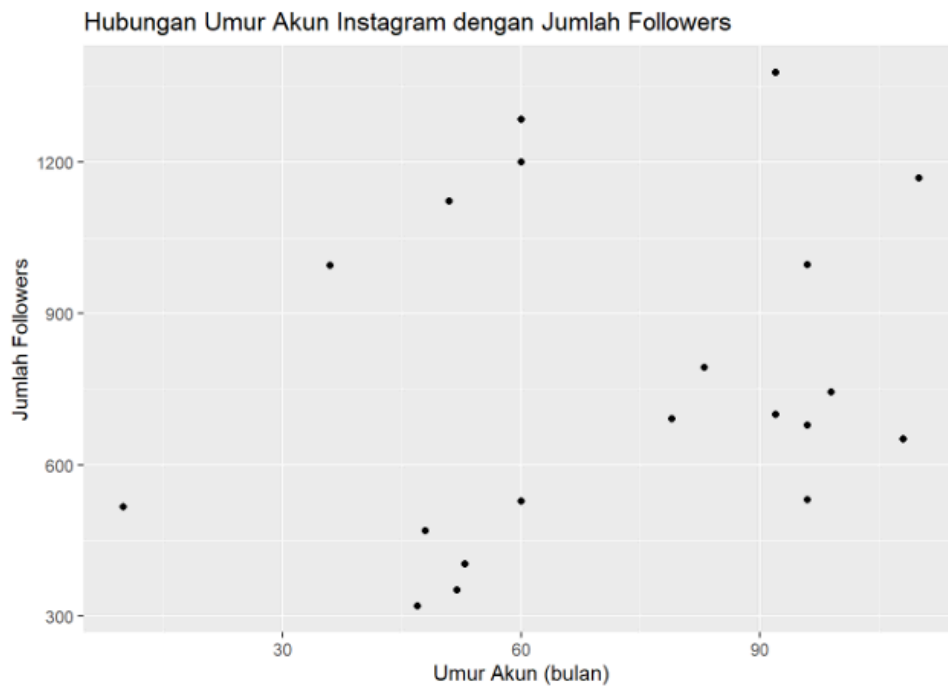 Hubungan Umur Akun Instagram dengan Jumlah Followers
Jumlah Followers
1200
900
600
300
30
60
90
Umur Akun (bulan)